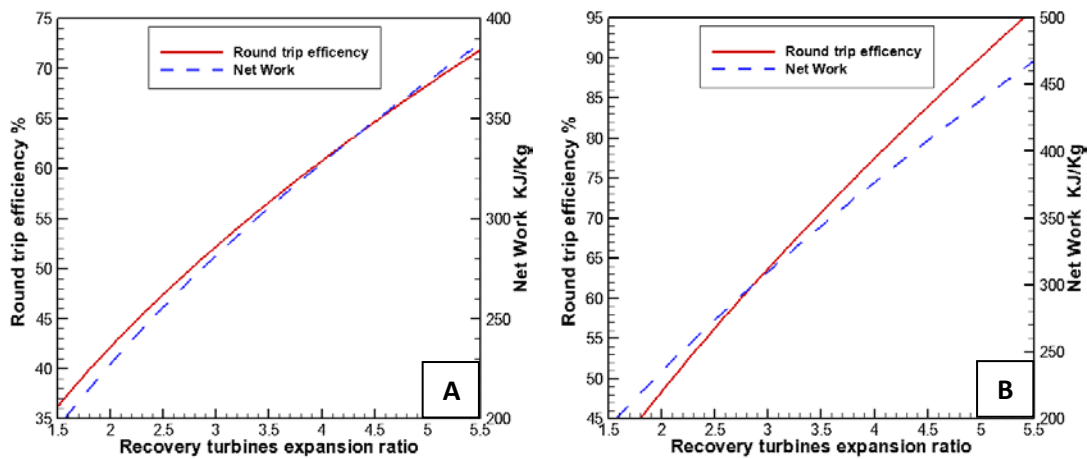 75
70
65
60
55
50
45
40
35
Round trip efficiency %
Round trip efficency
Net Work
400
350
300
250
200
Net Work KJ/Kg
A
1.5 2 2.5 3 3.5 4 4.5 5 5.5
Recovery turbines expansion ratio
95
90
85
80
75
70
65
60
55
50
45
Round trip efficiency %
Round trip efficency
Net Work
500
450
400
350
300
250
200
Net Work KJ/Kg
B
1.5 2 2.5 3 3.5 4 4.5 5 5.5
Recovery turbines expansion ratio